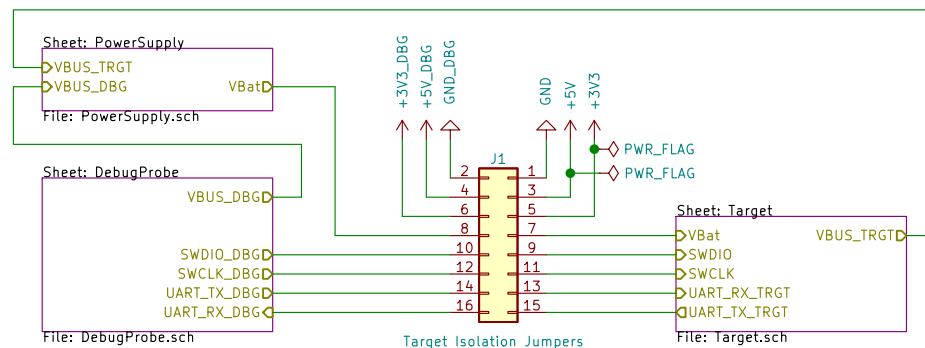 Sheet: PowerSupply
VBUS_TRGT
VBUS_DBG
VBat
File: PowerSupply.sch
+3V3_DBG
+5V_DBG
GND_DBG
GND
+5V
+3V3
PWR_FLAG
PWR_FLAG
J1
2 1
4 3
6 5
8 7
10 9
12 11
14 13
16 15
Target Isolation Jumpers
Sheet: DebugProbe
VBUS_DBG
SWDIO_DBG
SWCLK_DBG
UART_TX_DBG
UART_RX_DBG
File: DebugProbe.sch
Sheet: Target
VBat VBUS_TRGT
SWDIO
SWCLK
UART_RX_TRGT
UART_TX_TRGT
File: Target.sch